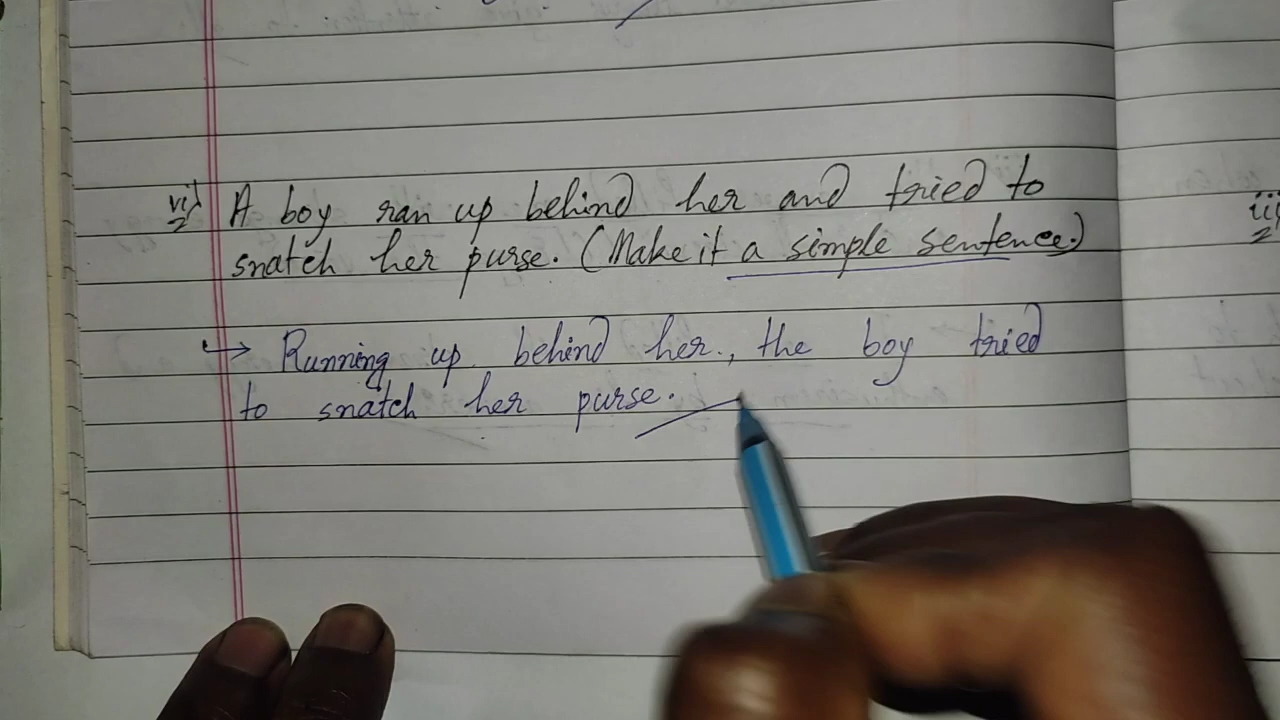 vi) A boy ran up behind her and tried to
snatch her purse. (Make it a simple sentence.)
↳ Running up behind her, the boy tried
to snatch her purse.
iii)